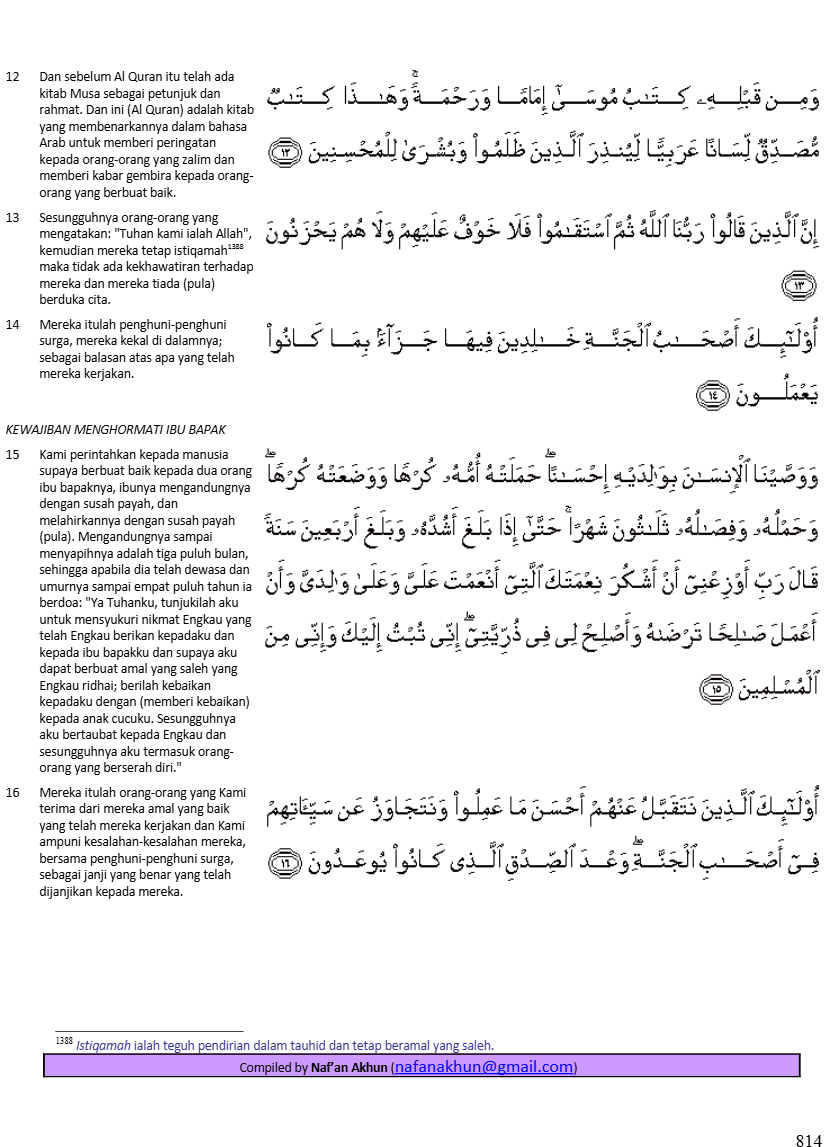 12 Dan sebelum Al Quran itu telah ada
kitab Musa sebagai petunjuk dan
rahmat. Dan ini (Al Quran) adalah kitab
yang membenarkannya dalam bahasa
Arab untuk memberi peringatan
kepada orang-orang yang zalim dan
memberi kabar gembira kepada orang-
orang yang berbuat baik.
وَمِن قَبْلِهِۦ كِتَـٰبُ مُوسَىٰٓ إِمَامًا وَرَحْمَةً ۚ وَهَـٰذَا كِتَـٰبٌ
مُّصَدِّقٌ لِّسَانًا عَرَبِيًّا لِّيُنذِرَ ٱلَّذِينَ ظَلَمُوا۟ وَبُشْرَىٰ لِلْمُحْسِنِينَ ١٢
13 Sesungguhnya orang-orang yang
mengatakan: "Tuhan kami ialah Allah",
kemudian mereka tetap istiqamah1388
maka tidak ada kekhawatiran terhadap
mereka dan mereka tiada (pula)
berduka cita.
إِنَّ ٱلَّذِينَ قَالُوا۟ رَبُّنَا ٱللَّهُ ثُمَّ ٱسْتَقَـٰمُوا۟ فَلَا خَوْفٌ عَلَيْهِمْ وَلَا هُمْ يَحْزَنُونَ
١٣
14 Mereka itulah penghuni-penghuni
surga, mereka kekal di dalamnya;
sebagai balasan atas apa yang telah
mereka kerjakan.
أُو۟لَـٰٓئِكَ أَصْحَـٰبُ ٱلْجَنَّةِ خَـٰلِدِينَ فِيهَا جَزَآءًۢ بِمَا كَانُوا۟
يَعْمَلُونَ ١٤
KEWAJIBAN MENGHORMATI IBU BAPAK
15 Kami perintahkan kepada manusia
supaya berbuat baik kepada dua orang
ibu bapaknya, ibunya mengandungnya
dengan susah payah, dan
melahirkannya dengan susah payah
(pula). Mengandungnya sampai
menyapihnya adalah tiga puluh bulan,
sehingga apabila dia telah dewasa dan
umurnya sampai empat puluh tahun ia
berdoa: "Ya Tuhanku, tunjukilah aku
untuk mensyukuri nikmat Engkau yang
telah Engkau berikan kepadaku dan
kepada ibu bapakku dan supaya aku
dapat berbuat amal yang saleh yang
Engkau ridhai; berilah kebaikan
kepadaku dengan (memberi kebaikan)
kepada anak cucuku. Sesungguhnya
aku bertaubat kepada Engkau dan
sesungguhnya aku termasuk orang-
orang yang berserah diri."
وَوَصَّيْنَا ٱلْإِنسَـٰنَ بِوَٰلِدَيْهِ إِحْسَـٰنًا ۖ حَمَلَتْهُ أُمُّهُۥ كُرْهًا وَوَضَعَتْهُ كُرْهًا ۖ
وَحَمْلُهُۥ وَفِصَـٰلُهُۥ ثَلَـٰثُونَ شَهْرًا ۚ حَتَّىٰٓ إِذَا بَلَغَ أَشُدَّهُۥ وَبَلَغَ أَرْبَعِينَ سَنَةً
قَالَ رَبِّ أَوْزِعْنِىٓ أَنْ أَشْكُرَ نِعْمَتَكَ ٱلَّتِىٓ أَنْعَمْتَ عَلَىَّ وَعَلَىٰ وَٰلِدَىَّ وَأَنْ
أَعْمَلَ صَـٰلِحًا تَرْضَىٰهُ وَأَصْلِحْ لِى فِى ذُرِّيَّتِىٓ ۖ إِنِّى تُبْتُ إِلَيْكَ وَإِنِّى مِنَ
ٱلْمُسْلِمِينَ ١٥
16 Mereka itulah orang-orang yang Kami
terima dari mereka amal yang baik
yang telah mereka kerjakan dan Kami
ampuni kesalahan-kesalahan mereka,
bersama penghuni-penghuni surga,
sebagai janji yang benar yang telah
dijanjikan kepada mereka.
أُو۟لَـٰٓئِكَ ٱلَّذِينَ نَتَقَبَّلُ عَنْهُمْ أَحْسَنَ مَا عَمِلُوا۟ وَنَتَجَاوَزُ عَن سَيِّـَٔاتِهِمْ
فِىٓ أَصْحَـٰبِ ٱلْجَنَّةِ ۖ وَعْدَ ٱلصِّدْقِ ٱلَّذِى كَانُوا۟ يُوعَدُونَ ١٦
1388 Istiqamah ialah teguh pendirian dalam tauhid dan tetap beramal yang saleh.
Compiled by Naf’an Akhun (nafanakhun@gmail.com)
814